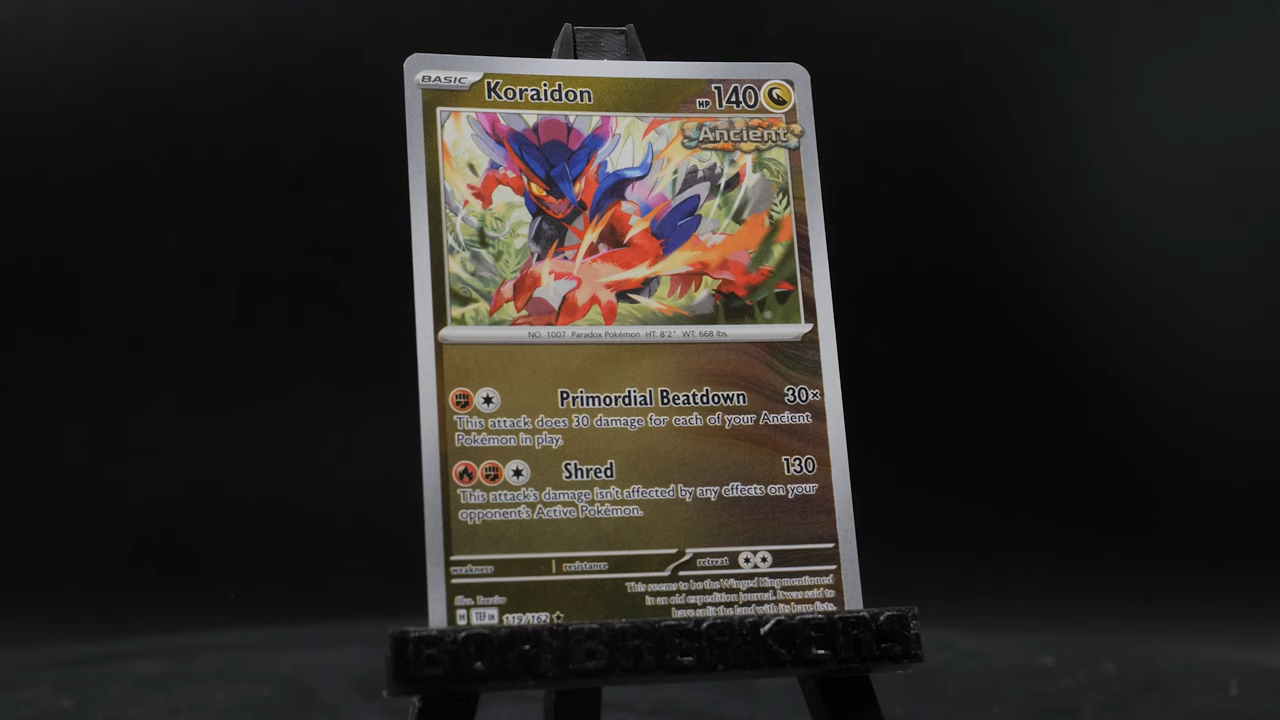 BASIC Koraidon HP 140
Ancient
NO. 1007 Paradox Pokémon HT: 8'2" WT: 668 lbs
Primordial Beatdown 30×
This attack does 30 damage for each of your Ancient
Pokémon in play.
Shred 130
This attack's damage isn't affected by any effects on your
opponent's Active Pokémon.
weakness resistance retreat
This seems to be the Winged King mentioned
in an old expedition journal. It was said to
have split the land with its bare fists.
Illus. Teeziro
H TEF EN 119/162